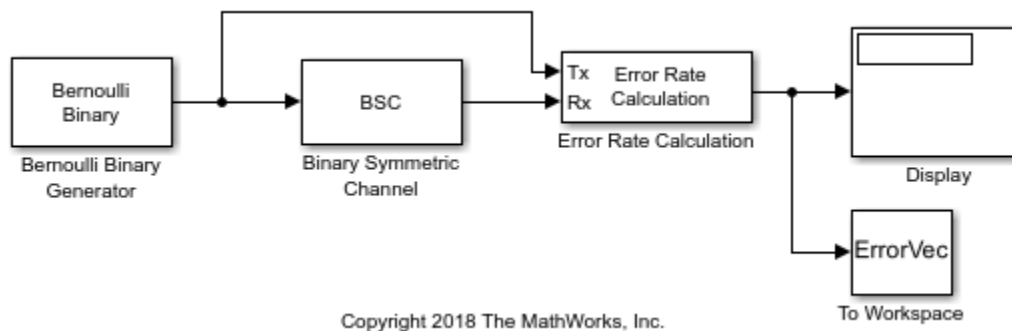 Bernoulli
Binary
Bernoulli Binary
Generator
BSC
Binary Symmetric
Channel
Tx
Rx
Error Rate
Calculation
Error Rate Calculation
Display
ErrorVec
To Workspace
Copyright 2018 The MathWorks, Inc.